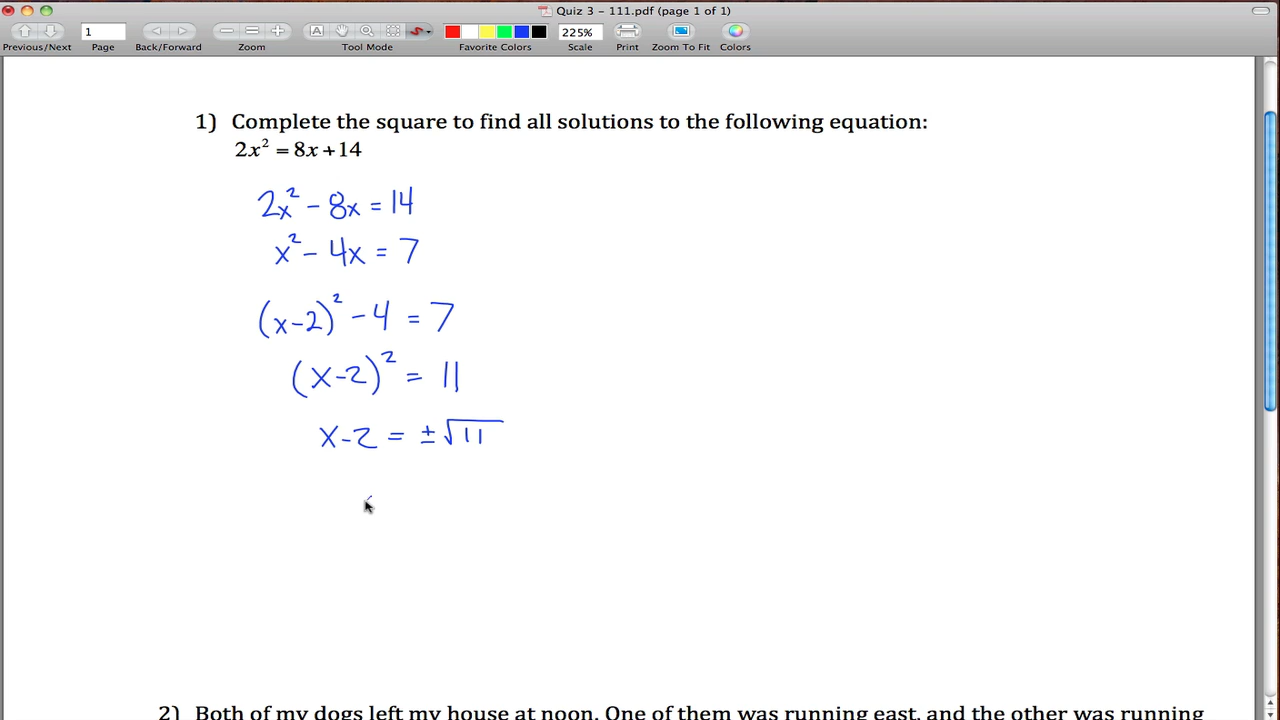 Quiz 3 - 111.pdf (page 1 of 1)
1 A 225%
Previous/Next Page Back/Forward Zoom Tool Mode Favorite Colors Scale Print Zoom To Fit Colors
1) Complete the square to find all solutions to the following equation:
2x² = 8x + 14
2x² - 8x = 14
x² - 4x = 7
(x-2)² - 4 = 7
(x-2)² = 11
x-2 = ±√11
2) Both of my dogs left my house at noon. One of them was running east, and the other was running